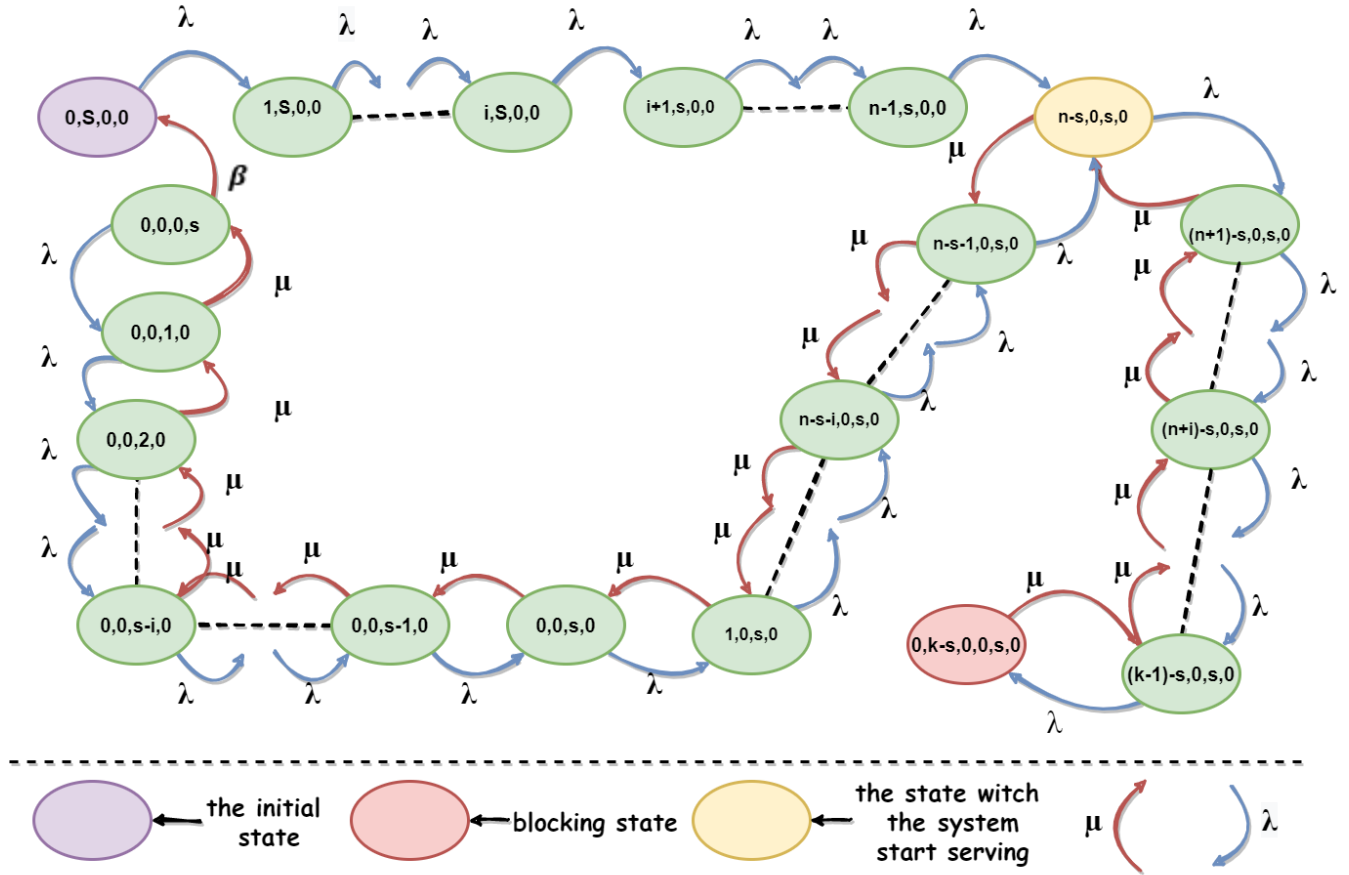 λ λ λ λ λ λ λ
0,S,0,0
1,S,0,0
i,S,0,0
i+1,s,0,0
n-1,s,0,0
n-s,0,s,0
λ
β
0,0,0,s
μ
n-s-1,0,s,0
λ
μ
(n+1)-s,0,s,0
λ
μ
μ
λ
μ
0,0,1,0
λ
μ
λ
μ
λ
λ
μ
n-s-i,0,s,0
λ
(n+i)-s,0,s,0
0,0,2,0
μ
λ
μ
μ
λ
μ
λ
μ
λ
μ
μ
μ
μ
μ
μ
μ
0,0,s-i,0
0,0,s-1,0
0,0,s,0
1,0,s,0
λ
0,k-s,0,0,s,0
(k-1)-s,0,s,0
λ
λ
λ
λ
λ
λ
the initial
state
blocking state
the state witch
the system
start serving
μ
λ